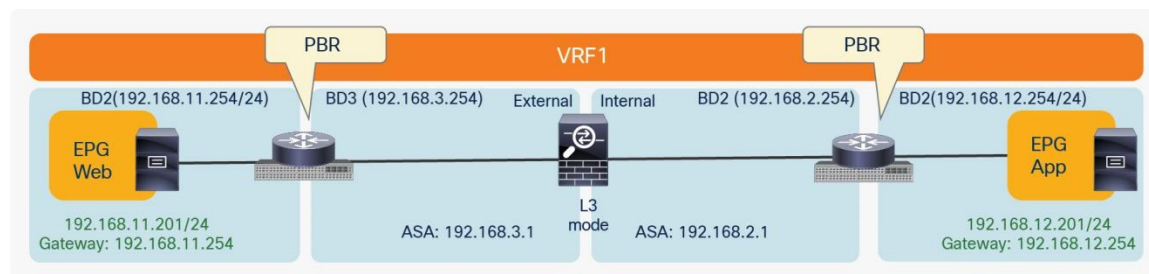 PBR
VRF1
PBR
BD2(192.168.11.254/24)
BD3 (192.168.3.254)
External
Internal
BD2 (192.168.2.254)
BD2(192.168.12.254/24)
EPG
Web
EPG
App
L3
mode
192.168.11.201/24
Gateway: 192.168.11.254
ASA: 192.168.3.1
ASA: 192.168.2.1
192.168.12.201/24
Gateway: 192.168.12.254